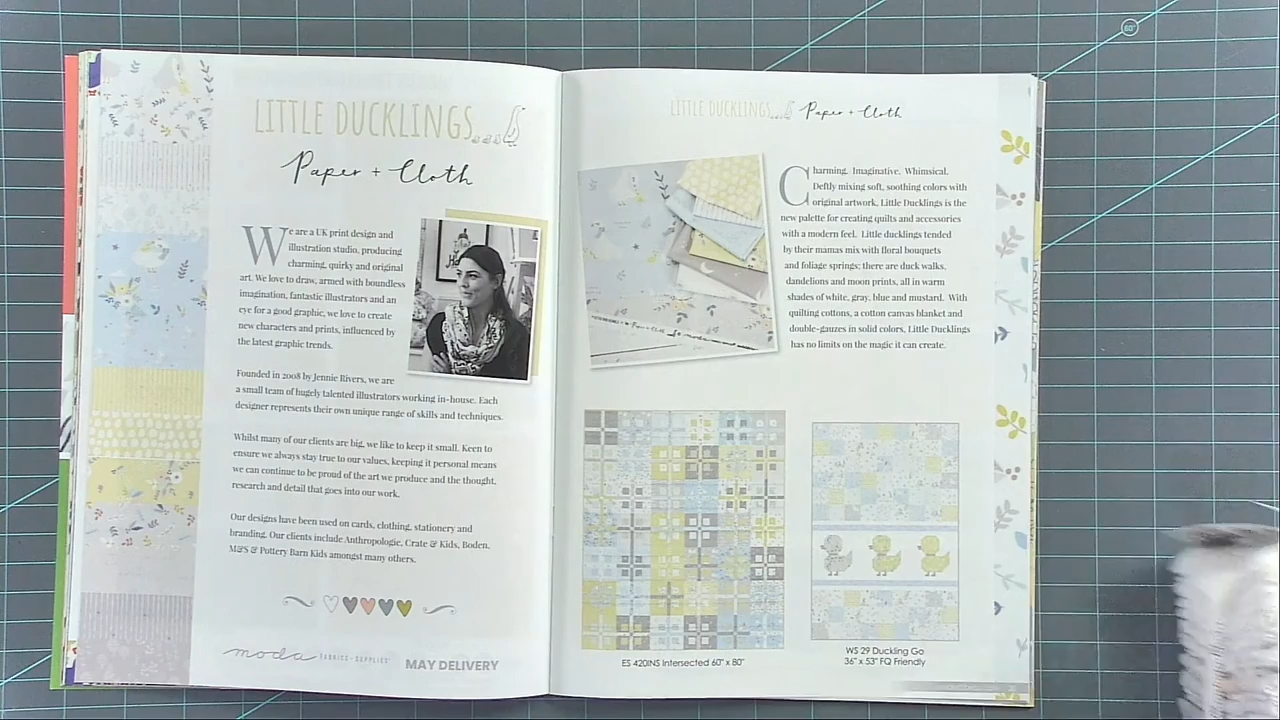 LITTLE DUCKLINGS...
Paper + Cloth
We are a UK print design and
illustration studio, producing
charming, quirky and original
art. We love to draw, armed with boundless
imagination, fantastic illustrators and an
eye for a good graphic, we love to create
new characters and prints, influenced by
the latest graphic trends.
Founded in 2008 by Jennie Rivers, we are
a small team of hugely talented illustrators working in-house. Each
designer represents their own unique range of skills and techniques.
Whilst many of our clients are big, we like to keep it small. Keen to
ensure we always stay true to our values, keeping it personal means
we can continue to be proud of the art we produce and the thought,
research and detail that goes into our work.
Our designs have been used on cards, clothing, stationery and
branding. Our clients include Anthropologie, Crate & Kids, Boden,
M&S & Pottery Barn Kids amongst many others.
moda FABRICS + SUPPLIES MAY DELIVERY
LITTLE DUCKLINGS... Paper + Cloth
Charming. Imaginative. Whimsical.
Deftly mixing soft, soothing colors with
original artwork, Little Ducklings is the
new palette for creating quilts and accessories
with a modern feel. Little ducklings tended
by their mamas mix with floral bouquets
and foliage springs; there are duck walks,
dandelions and moon prints, all in warm
shades of white, gray, blue and mustard. With
quilting cottons, a cotton canvas blanket and
double-gauzes in solid colors, Little Ducklings
has no limits on the magic it can create.
ES 420INS Intersected 60" x 80"
WS 29 Duckling Go
36" x 53" FQ Friendly
60°